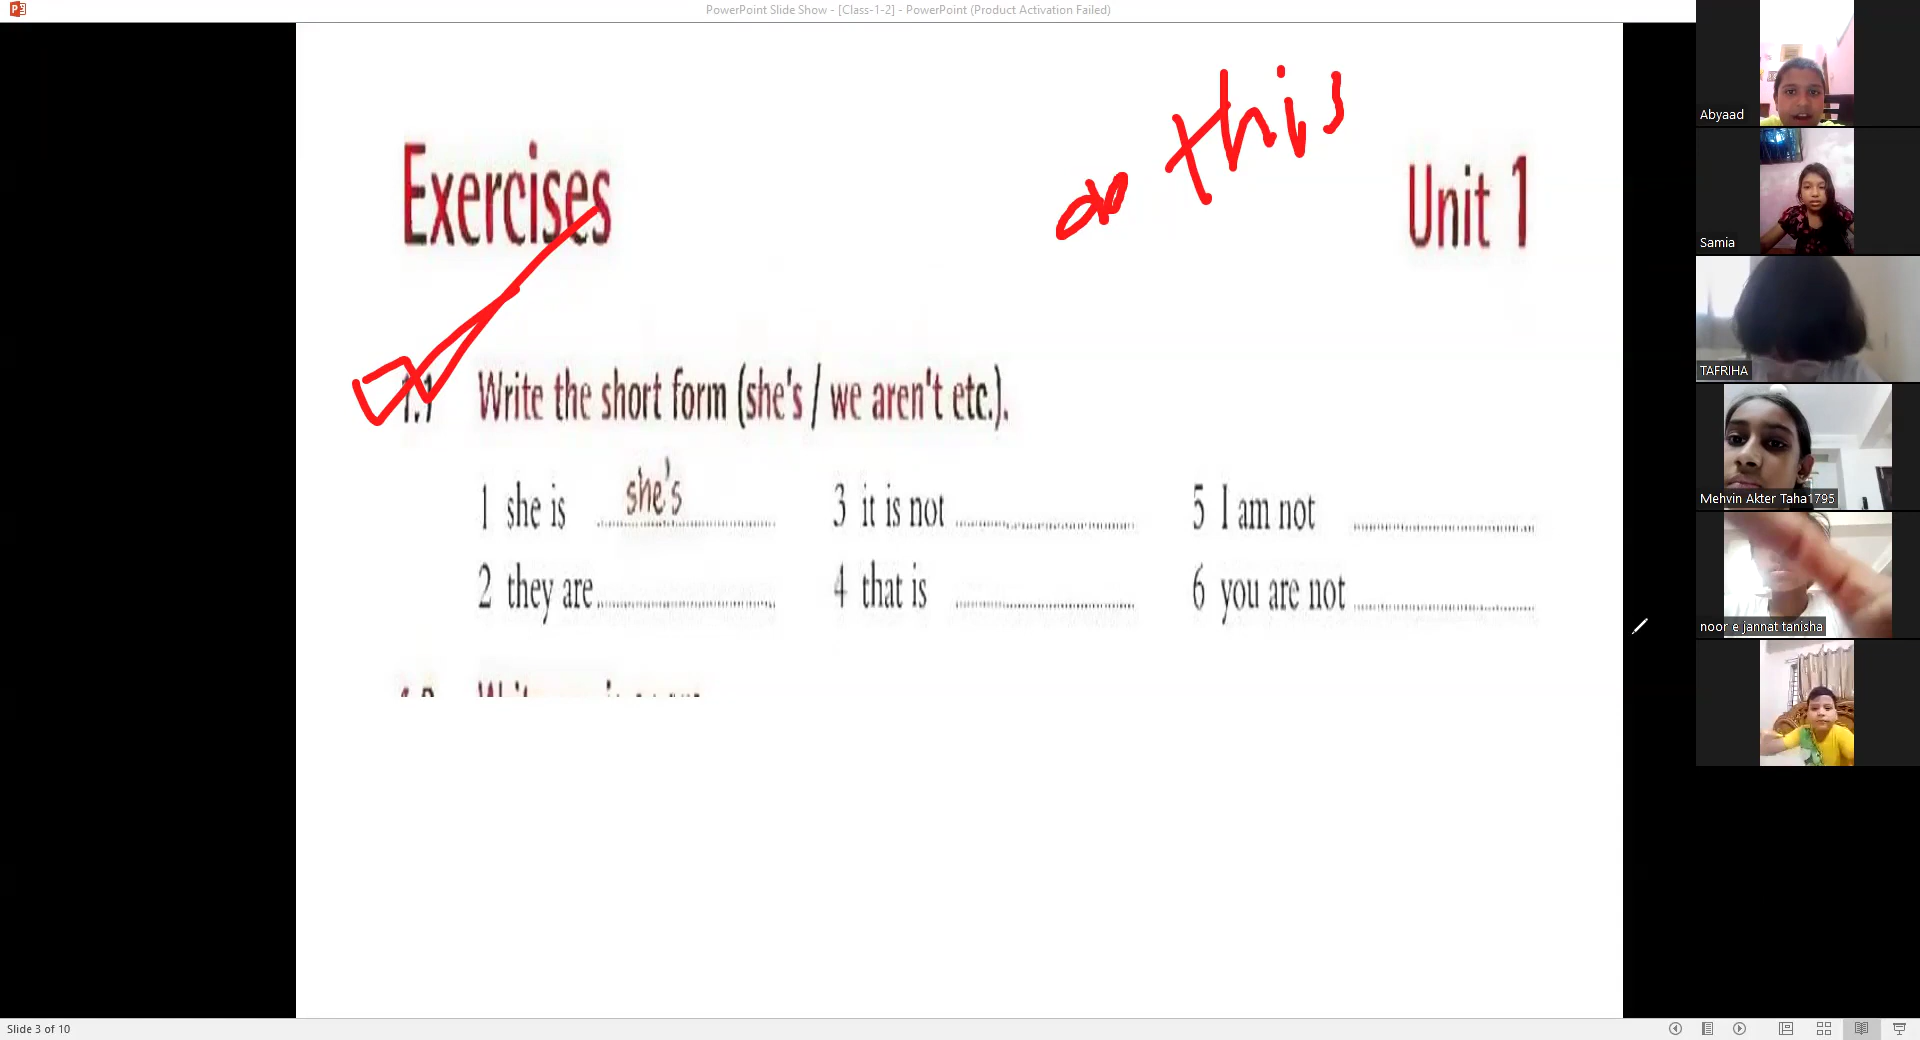 PowerPoint Slide Show - [Class-1-2] - PowerPoint (Product Activation Failed)
do this
Exercises
Unit 1
1.1 Write the short form (she's / we aren't etc.).
1 she is she's 3 it is not 5 I am not
2 they are 4 that is 6 you are not
Abyaad
Samia
TAFRIHA
Mehvin Akter Taha1795
noor e jannat tanisha
Slide 3 of 10